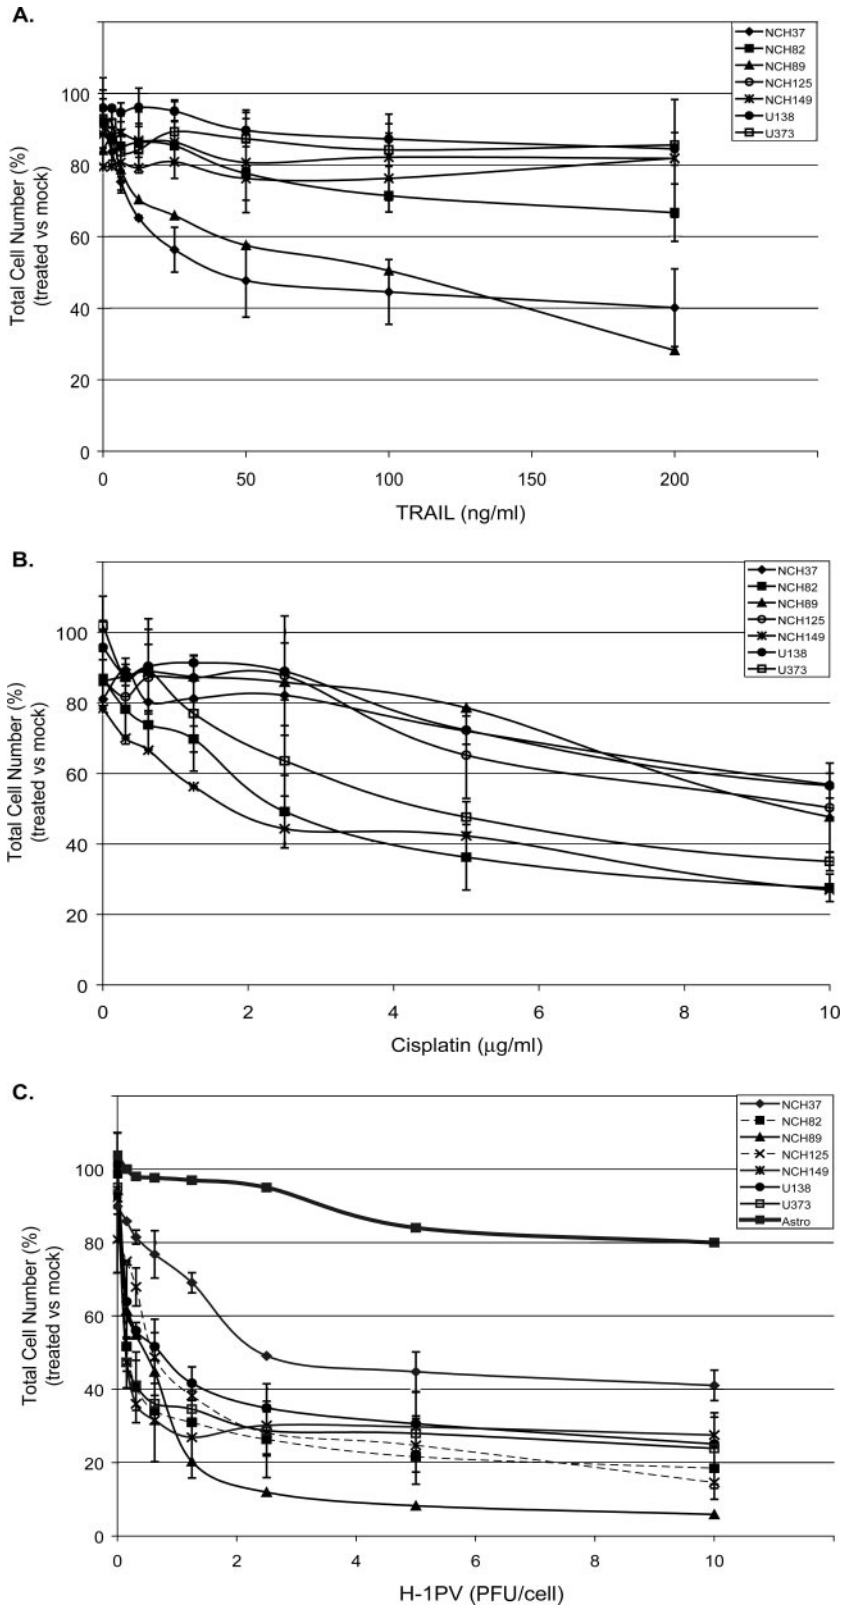 A.
NCH37
NCH82
NCH89
NCH125
NCH149
U138
U373
Total Cell Number (%)
(treated vs mock)
100
80
60
40
20
0
0 50 100 150 200
TRAIL (ng/ml)
B.
NCH37
NCH82
NCH89
NCH125
NCH149
U138
U373
Total Cell Number (%)
(treated vs mock)
100
80
60
40
20
0
0 2 4 6 8 10
Cisplatin (μg/ml)
C.
NCH37
NCH82
NCH89
NCH125
NCH149
U138
U373
Astro
Total Cell Number (%)
(treated vs mock)
100
80
60
40
20
0
0 2 4 6 8 10
H-1PV (PFU/cell)